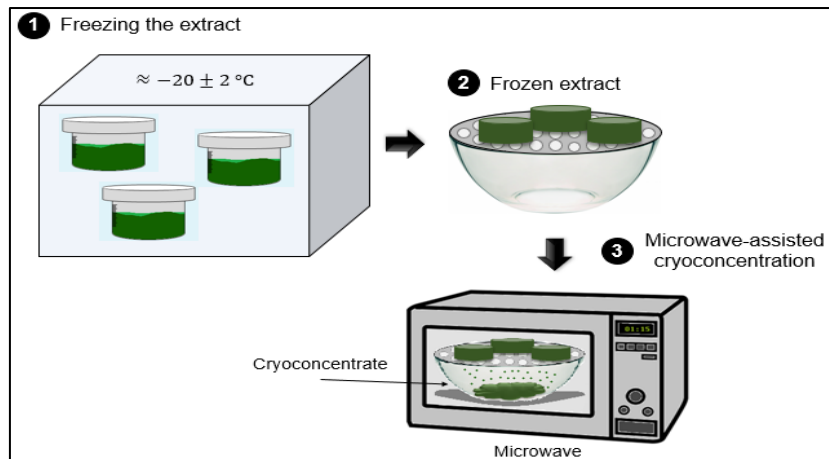 1 Freezing the extract
≈ −20 ± 2 °C
2 Frozen extract
3 Microwave-assisted
cryoconcentration
01:15
Cryoconcentrate
Microwave